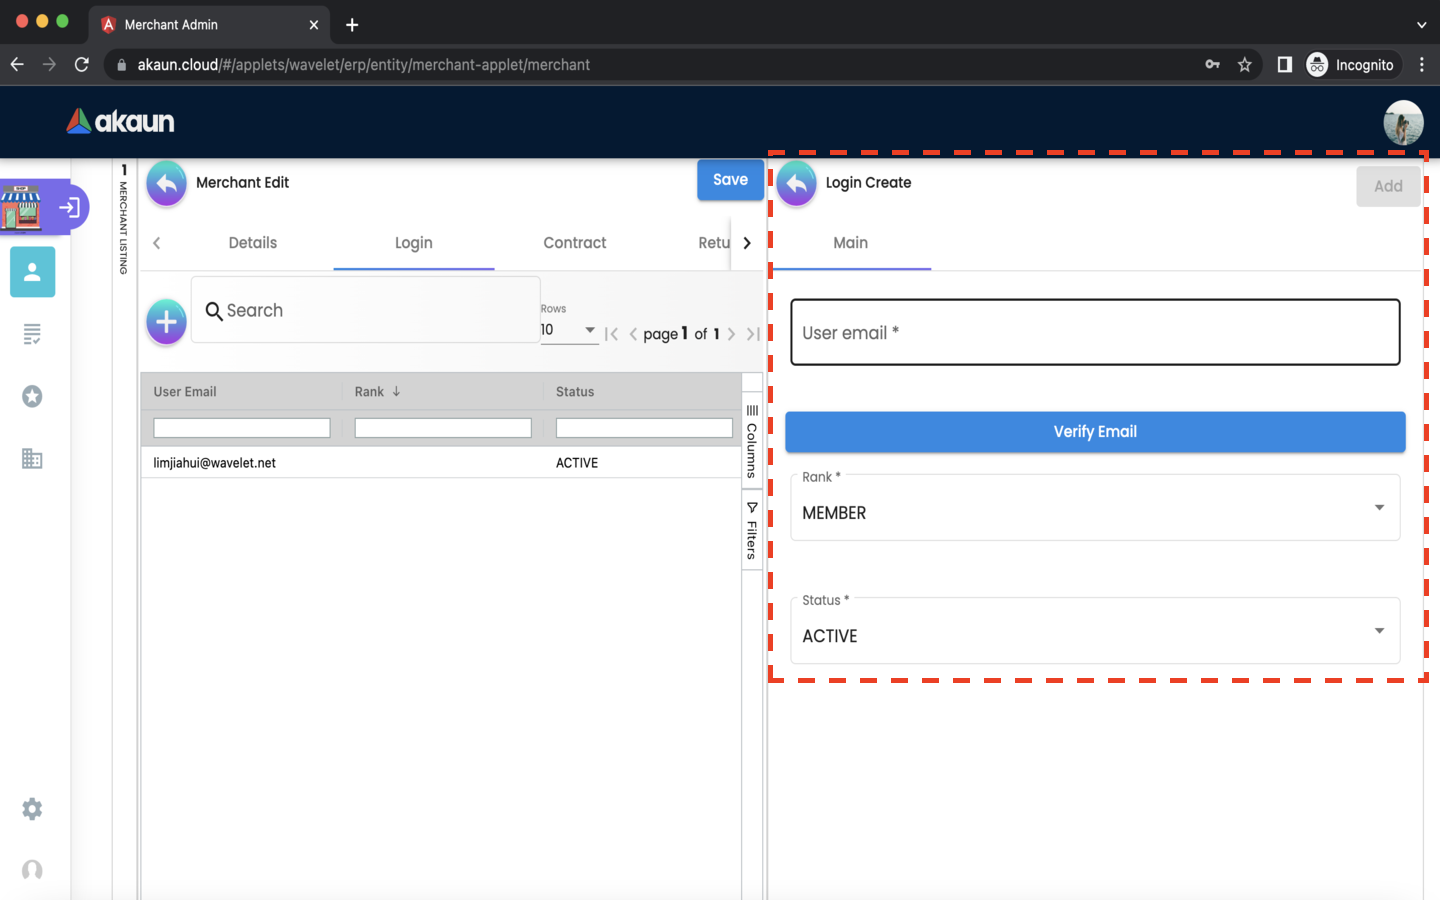 Merchant Admin
akaun.cloud/#/applets/wavelet/erp/entity/merchant-applet/merchant
Incognito
akaun
SHOP
1 MERCHANT LISTING
Merchant Edit
Save
Details
Login
Contract
Retu
Search
Rows
10
page 1 of 1
User Email
Rank
Status
limjiahui@wavelet.net
ACTIVE
Columns
Filters
Login Create
Add
Main
User email *
Verify Email
Rank *
MEMBER
Status *
ACTIVE